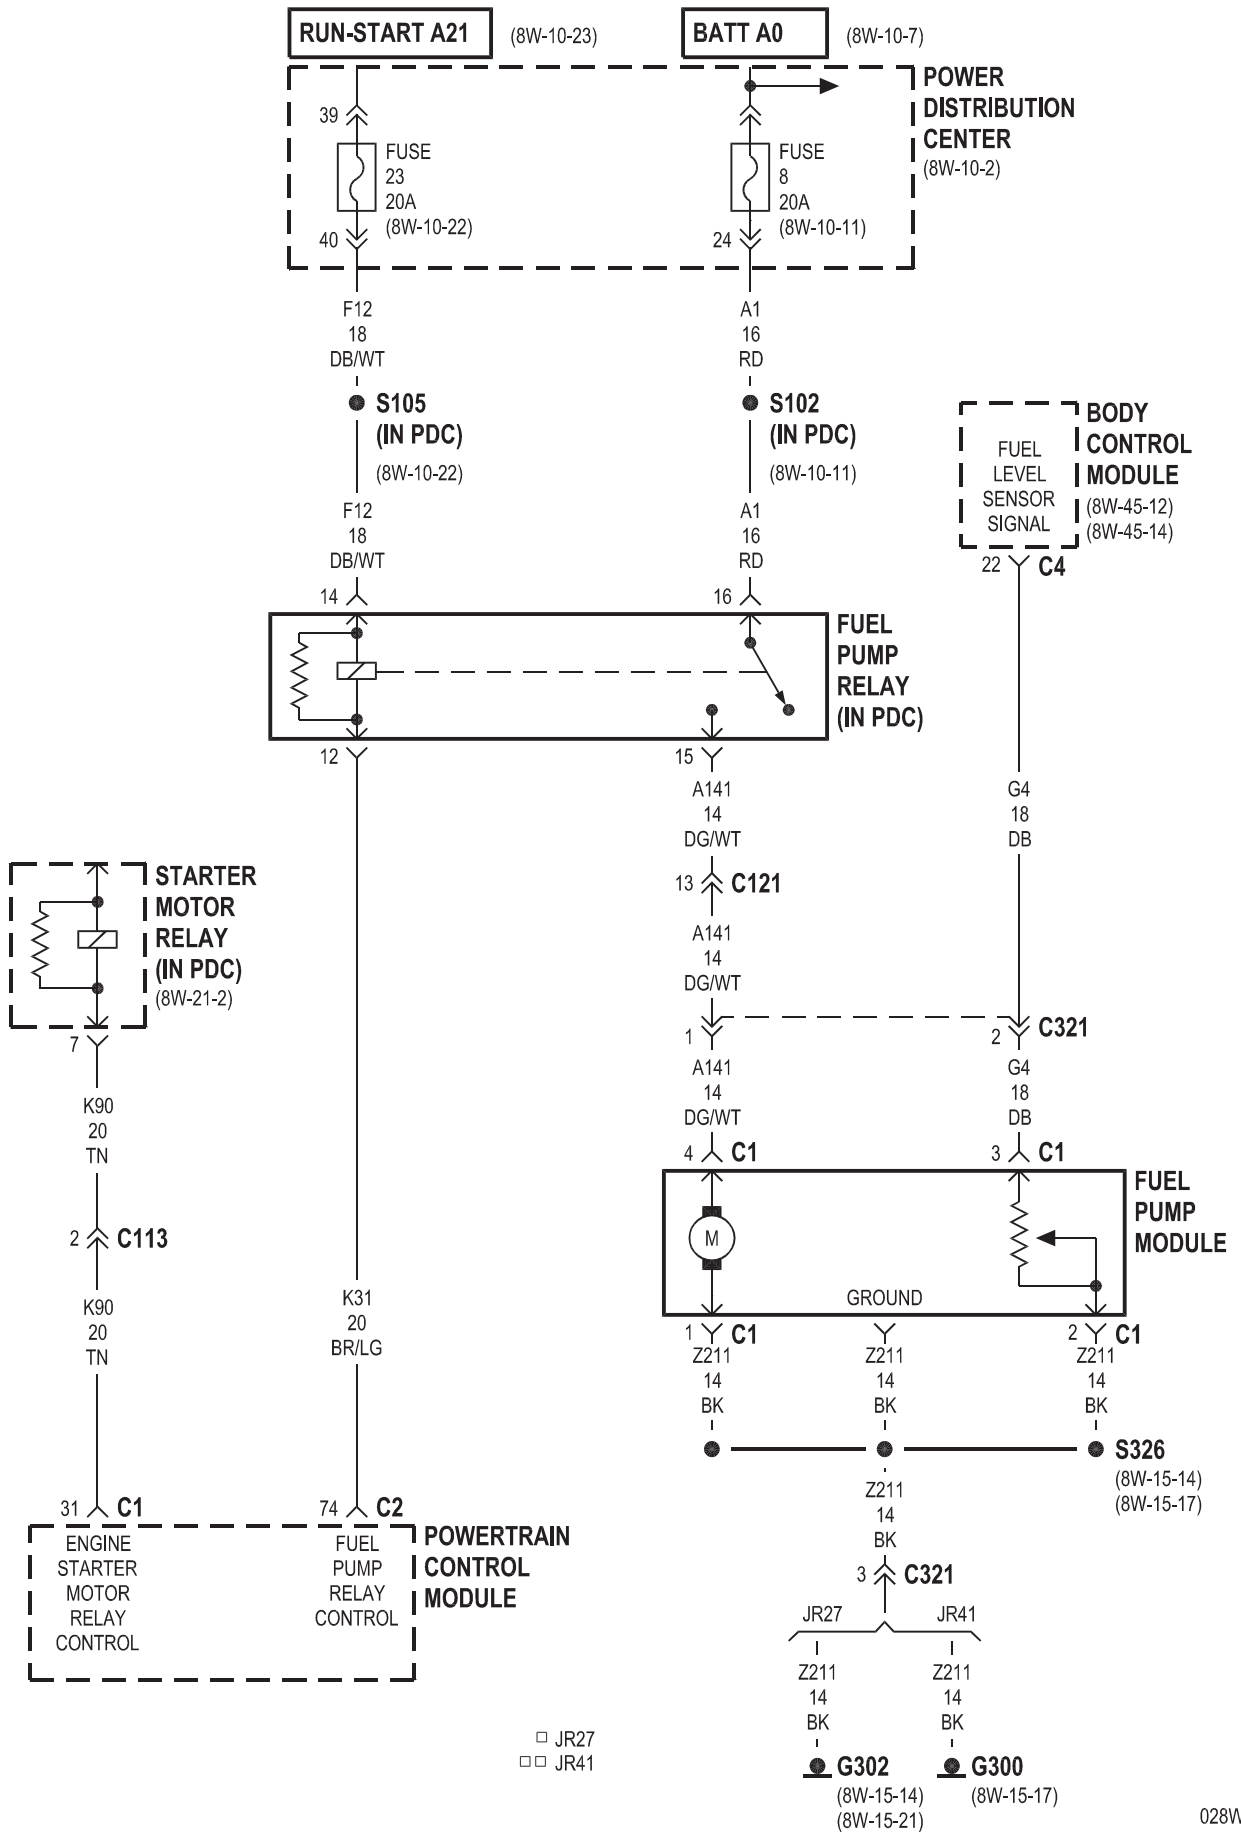 RUN-START A21
(8W-10-23)
BATT A0
(8W-10-7)
POWER
DISTRIBUTION
CENTER
(8W-10-2)
39
FUSE
23
20A
(8W-10-22)
40
FUSE
8
20A
(8W-10-11)
24
F12
18
DB/WT
A1
16
RD
S105
(IN PDC)
(8W-10-22)
S102
(IN PDC)
(8W-10-11)
F12
18
DB/WT
A1
16
RD
FUEL
LEVEL
SENSOR
SIGNAL
BODY
CONTROL
MODULE
(8W-45-12)
(8W-45-14)
22
C4
14
16
FUEL
PUMP
RELAY
(IN PDC)
12
15
A141
14
DG/WT
G4
18
DB
13
C121
A141
14
DG/WT
STARTER
MOTOR
RELAY
(IN PDC)
(8W-21-2)
7
1
2
C321
A141
14
DG/WT
G4
18
DB
K90
20
TN
4
C1
3
C1
FUEL
PUMP
MODULE
M
GROUND
2
C113
K90
20
TN
K31
20
BR/LG
1
C1
2
C1
Z211
14
BK
Z211
14
BK
Z211
14
BK
S326
(8W-15-14)
(8W-15-17)
Z211
14
BK
31
C1
74
C2
ENGINE
STARTER
MOTOR
RELAY
CONTROL
FUEL
PUMP
RELAY
CONTROL
POWERTRAIN
CONTROL
MODULE
3
C321
JR27
JR41
Z211
14
BK
Z211
14
BK
G302
(8W-15-14)
(8W-15-21)
G300
(8W-15-17)
□ JR27
□□ JR41
028W